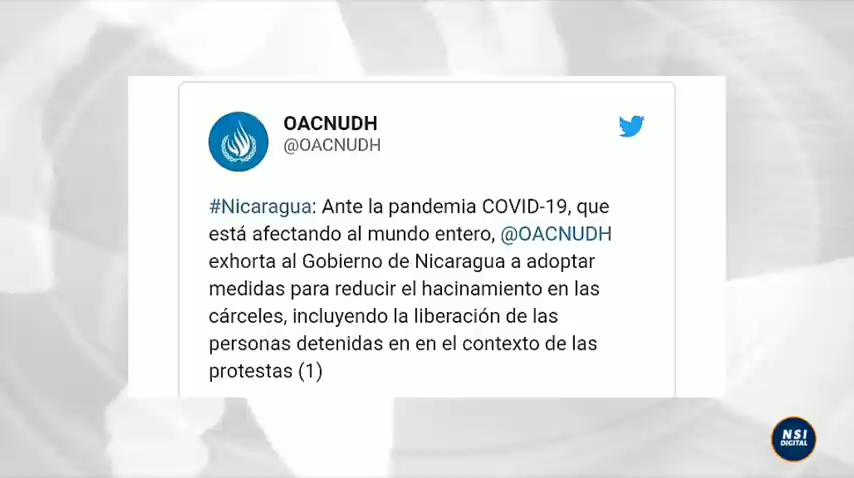 OACNUDH
@OACNUDH
#Nicaragua: Ante la pandemia COVID-19, que
está afectando al mundo entero, @OACNUDH
exhorta al Gobierno de Nicaragua a adoptar
medidas para reducir el hacinamiento en las
cárceles, incluyendo la liberación de las
personas detenidas en en el contexto de las
protestas (1)
NSI
DIGITAL